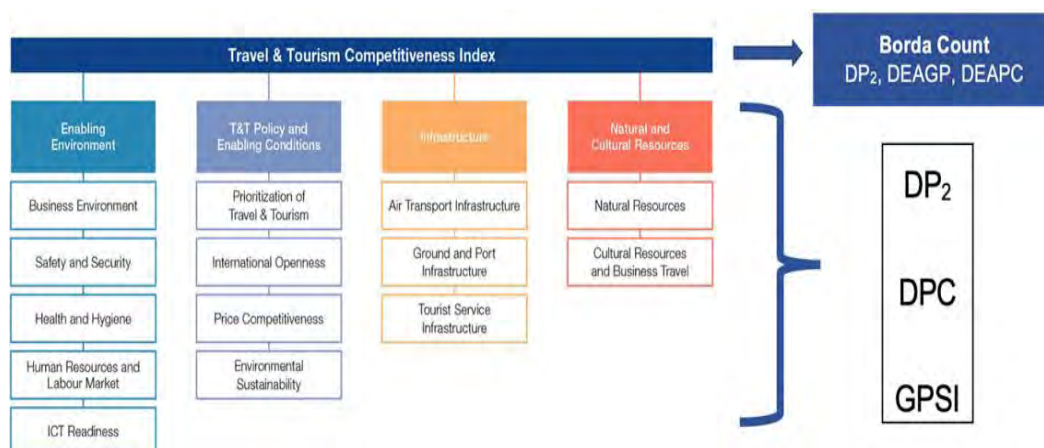 Travel & Tourism Competitiveness Index
Borda Count
DP₂, DEAGP, DEAPC
Enabling
Environment
Business Environment
Safety and Security
Health and Hygiene
Human Resources and
Labour Market
ICT Readiness
T&T Policy and
Enabling Conditions
Prioritization of
Travel & Tourism
International Openness
Price Competitiveness
Environmental
Sustainability
Infrastructure
Air Transport Infrastructure
Ground and Port
Infrastructure
Tourist Service
Infrastructure
Natural and
Cultural Resources
Natural Resources
Cultural Resources
and Business Travel
DP₂
DPC
GPSI